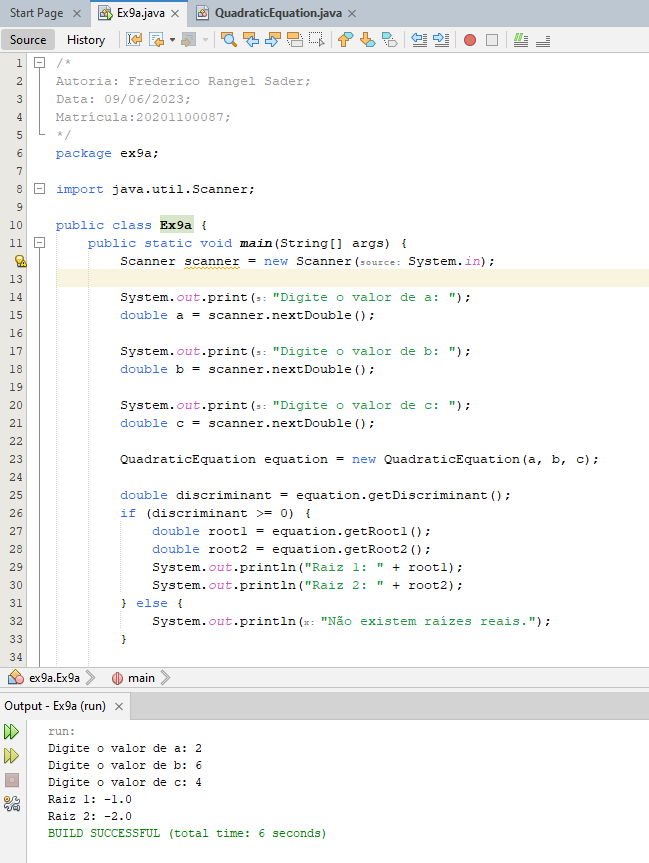 Start Page Ex9a.java QuadraticEquation.java
Source History
1 /*
2 Autoria: Frederico Rangel Sader;
3 Data: 09/06/2023;
4 Matrícula:20201100087;
5 */
6 package ex9a;
7
8 import java.util.Scanner;
9
10 public class Ex9a {
11 public static void main(String[] args) {
Scanner scanner = new Scanner(source: System.in);
13
14 System.out.print(s: "Digite o valor de a: ");
15 double a = scanner.nextDouble();
16
17 System.out.print(s: "Digite o valor de b: ");
18 double b = scanner.nextDouble();
19
20 System.out.print(s: "Digite o valor de c: ");
21 double c = scanner.nextDouble();
22
23 QuadraticEquation equation = new QuadraticEquation(a, b, c);
24
25 double discriminant = equation.getDiscriminant();
26 if (discriminant >= 0) {
27 double root1 = equation.getRoot1();
28 double root2 = equation.getRoot2();
29 System.out.println("Raiz 1: " + root1);
30 System.out.println("Raiz 2: " + root2);
31 } else {
32 System.out.println(x: "Não existem raízes reais.");
33 }
34
ex9a.Ex9a main
Output - Ex9a (run)
run:
Digite o valor de a: 2
Digite o valor de b: 6
Digite o valor de c: 4
Raiz 1: -1.0
Raiz 2: -2.0
BUILD SUCCESSFUL (total time: 6 seconds)